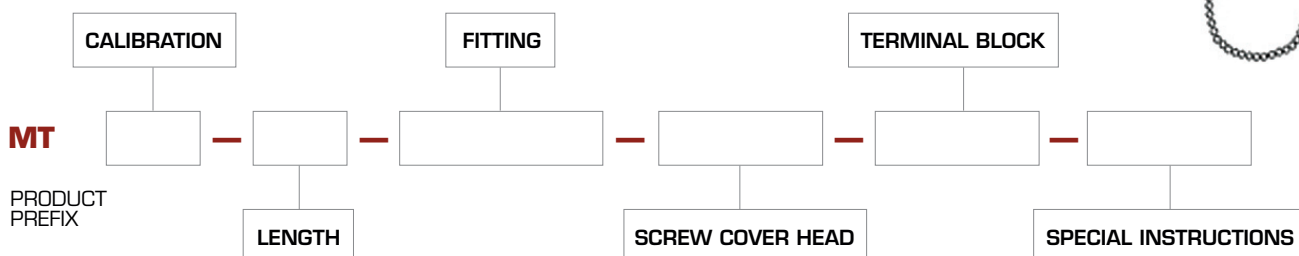 CALIBRATION
FITTING
TERMINAL BLOCK
MT
PRODUCT
PREFIX
LENGTH
SCREW COVER HEAD
SPECIAL INSTRUCTIONS